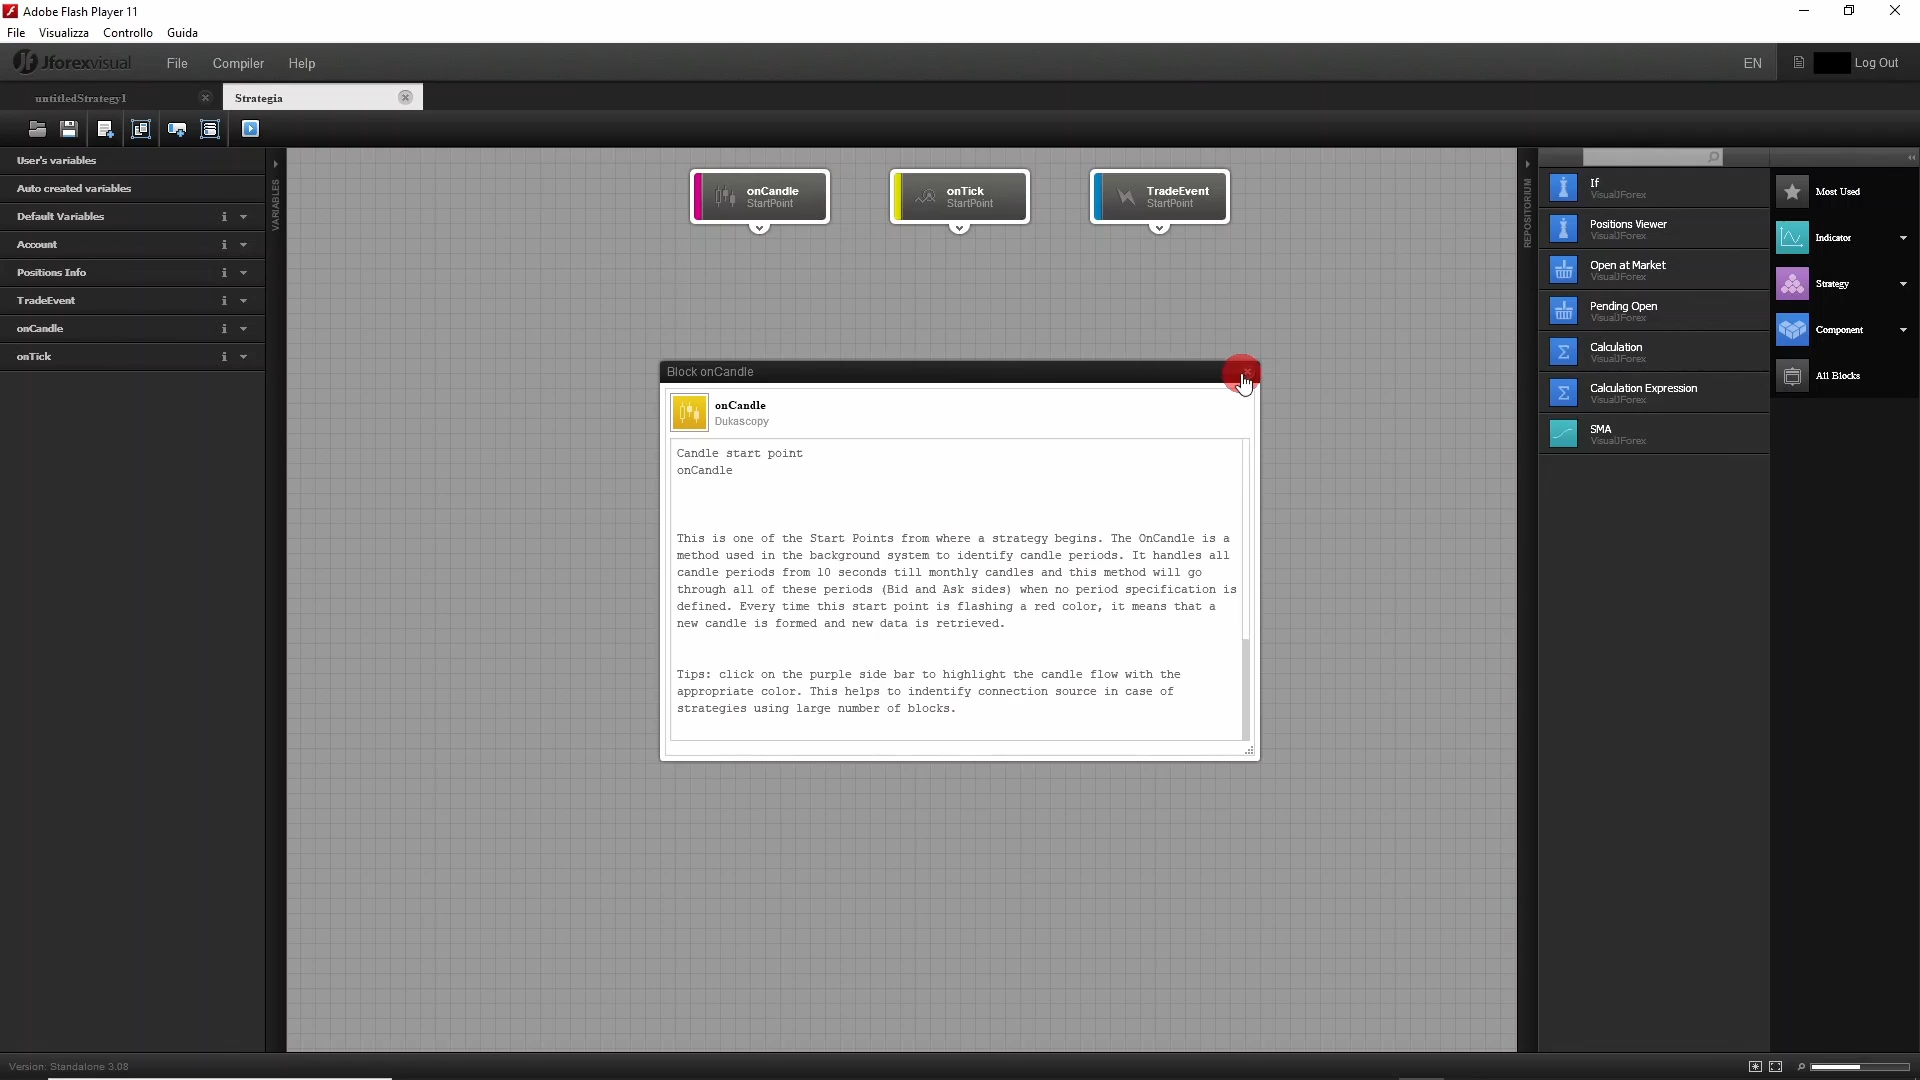 Adobe Flash Player 11
File Visualizza Controllo Guida
Jforexvisual File Compiler Help EN Log Out
untitledStrategy1 Strategia
User's variables
Auto created variables
Default Variables
Account
Positions Info
TradeEvent
onCandle
onTick
VARIABLES
onCandle
StartPoint
onTick
StartPoint
TradeEvent
StartPoint
Block onCandle
onCandle
Dukascopy
Candle start point
onCandle
This is one of the Start Points from where a strategy begins. The OnCandle is a
method used in the background system to identify candle periods. It handles all
candle periods from 10 seconds till monthly candles and this method will go
through all of these periods (Bid and Ask sides) when no period specification is
defined. Every time this start point is flashing a red color, it means that a
new candle is formed and new data is retrieved.
Tips: click on the purple side bar to highlight the candle flow with the
appropriate color. This helps to indentify connection source in case of
strategies using large number of blocks.
REPOSITORIUM
If
VisualJForex
Positions Viewer
VisualJForex
Open at Market
VisualJForex
Pending Open
VisualJForex
Calculation
VisualJForex
Calculation Expression
VisualJForex
SMA
VisualJForex
Most Used
Indicator
Strategy
Component
All Blocks
Version: Standalone 3.08